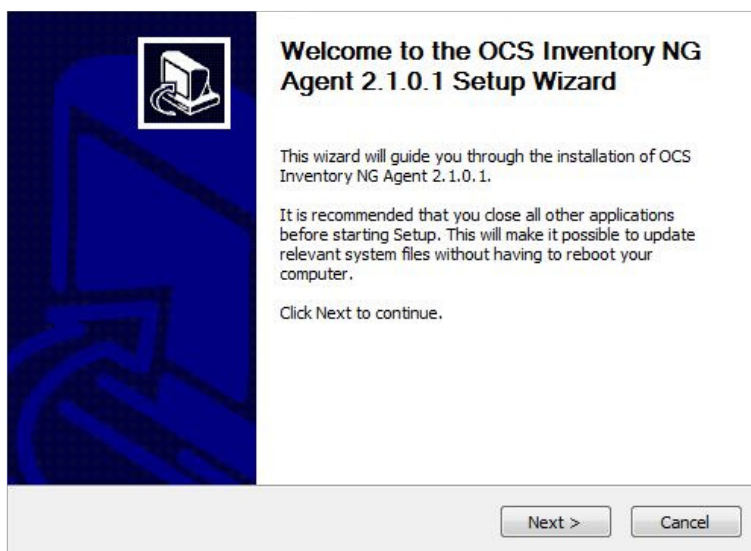 Welcome to the OCS Inventory NG
Agent 2.1.0.1 Setup Wizard
This wizard will guide you through the installation of OCS
Inventory NG Agent 2.1.0.1.
It is recommended that you close all other applications
before starting Setup. This will make it possible to update
relevant system files without having to reboot your
computer.
Click Next to continue.
Next >
Cancel